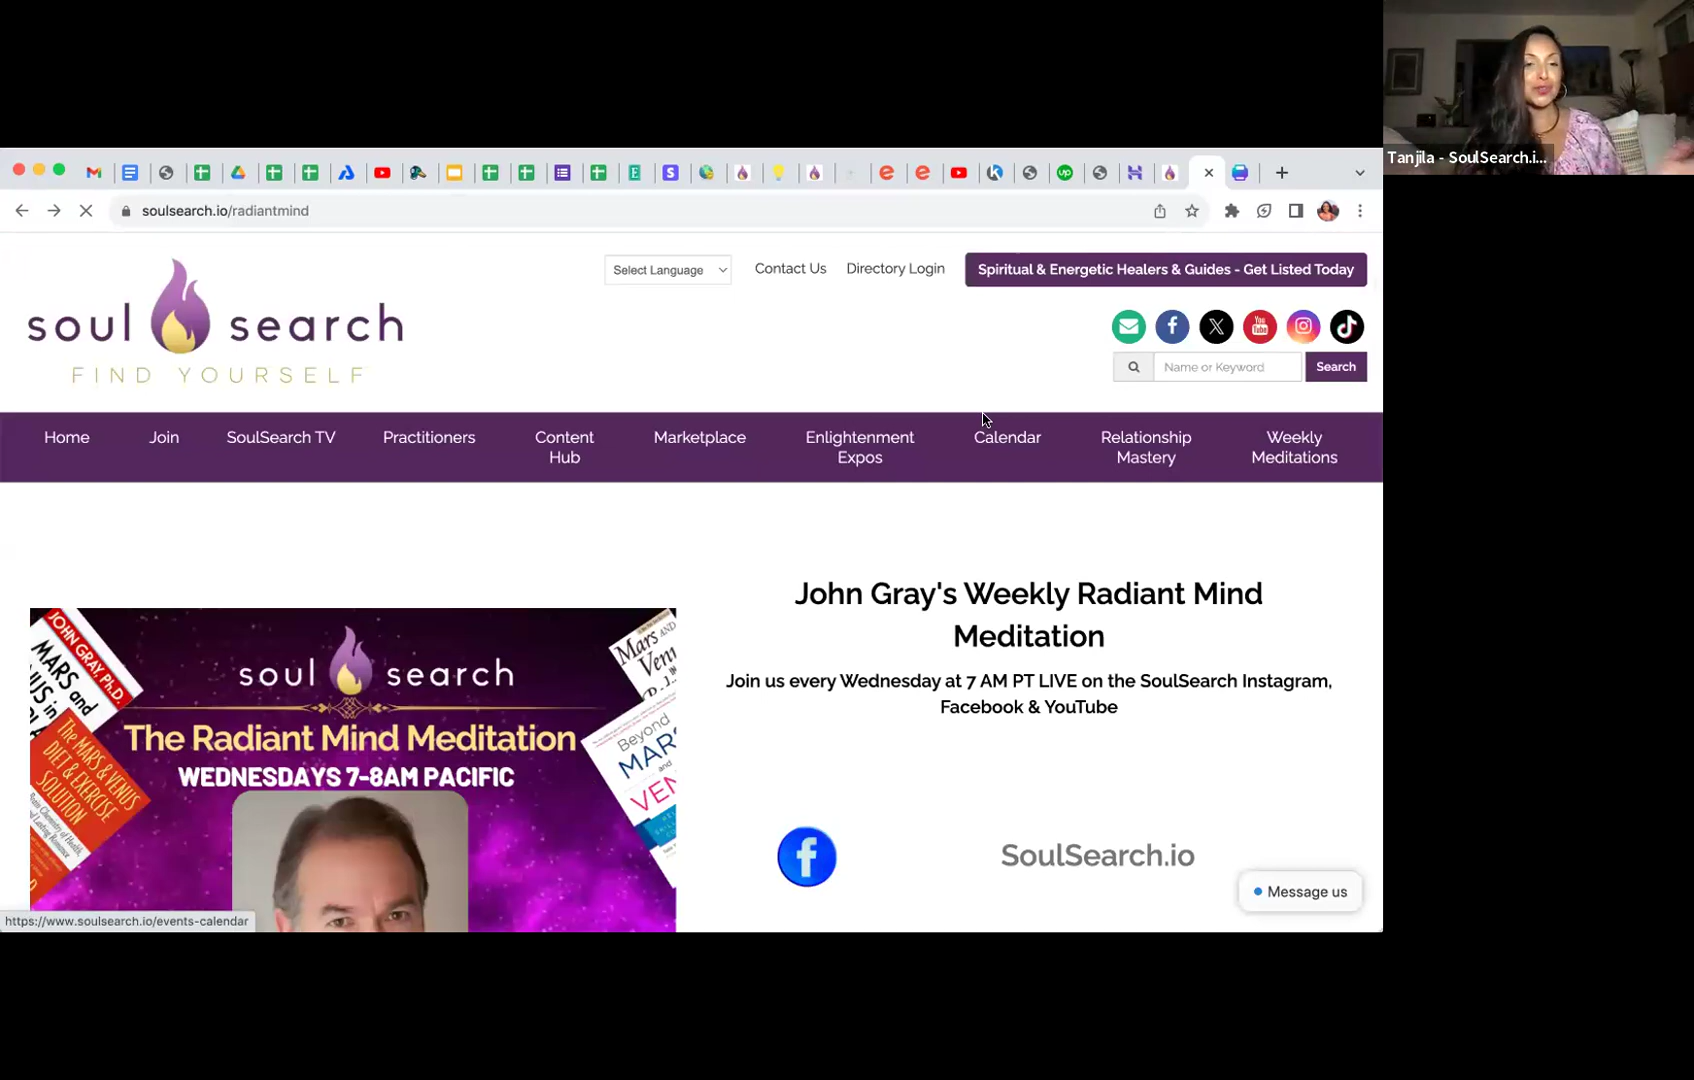 Tanjila - SoulSearch.i...
soulsearch.io/radiantmind
Select Language
Contact Us
Directory Login
Spiritual & Energetic Healers & Guides - Get Listed Today
soul search
FIND YOURSELF
You
Tube
Name or Keyword
Search
Home
Join
SoulSearch TV
Practitioners
Content
Hub
Marketplace
Enlightenment
Expos
Calendar
Relationship
Mastery
Weekly
Meditations
John Gray's Weekly Radiant Mind
Meditation
Join us every Wednesday at 7 AM PT LIVE on the SoulSearch Instagram,
Facebook & YouTube
JOHN GRAY, Ph.D.
MARS and
The MARS & VENUS
DIET & EXERCISE
SOLUTION
soul search
The Radiant Mind Meditation
WEDNESDAYS 7-8AM PACIFIC
Mars AND
Beyond
MARS
and
SoulSearch.io
Message us
https://www.soulsearch.io/events-calendar